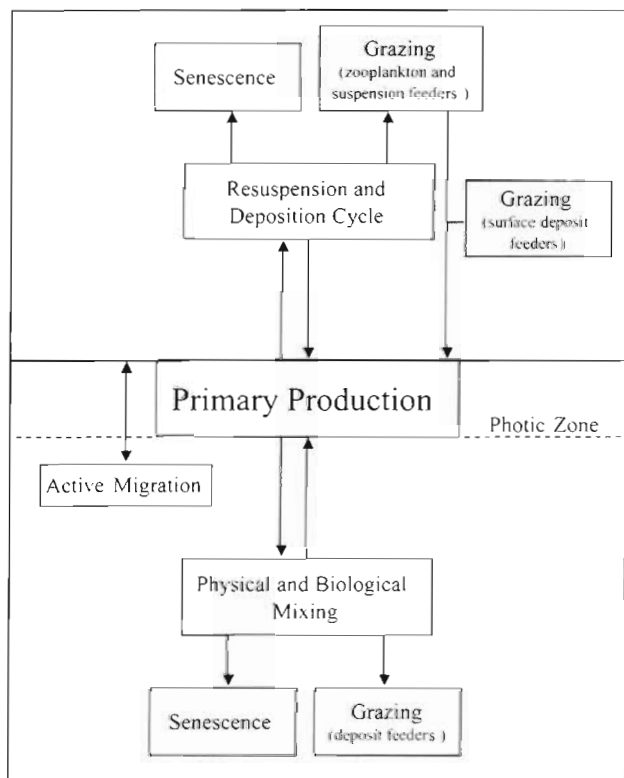 Senescence
Grazing
(zooplankton and
suspension feeders )
Resuspension and
Deposition Cycle
Grazing
(surface deposit
feeders )
Primary Production
Photic Zone
Active Migration
Physical and Biological
Mixing
Senescence
Grazing
(deposit feeders )